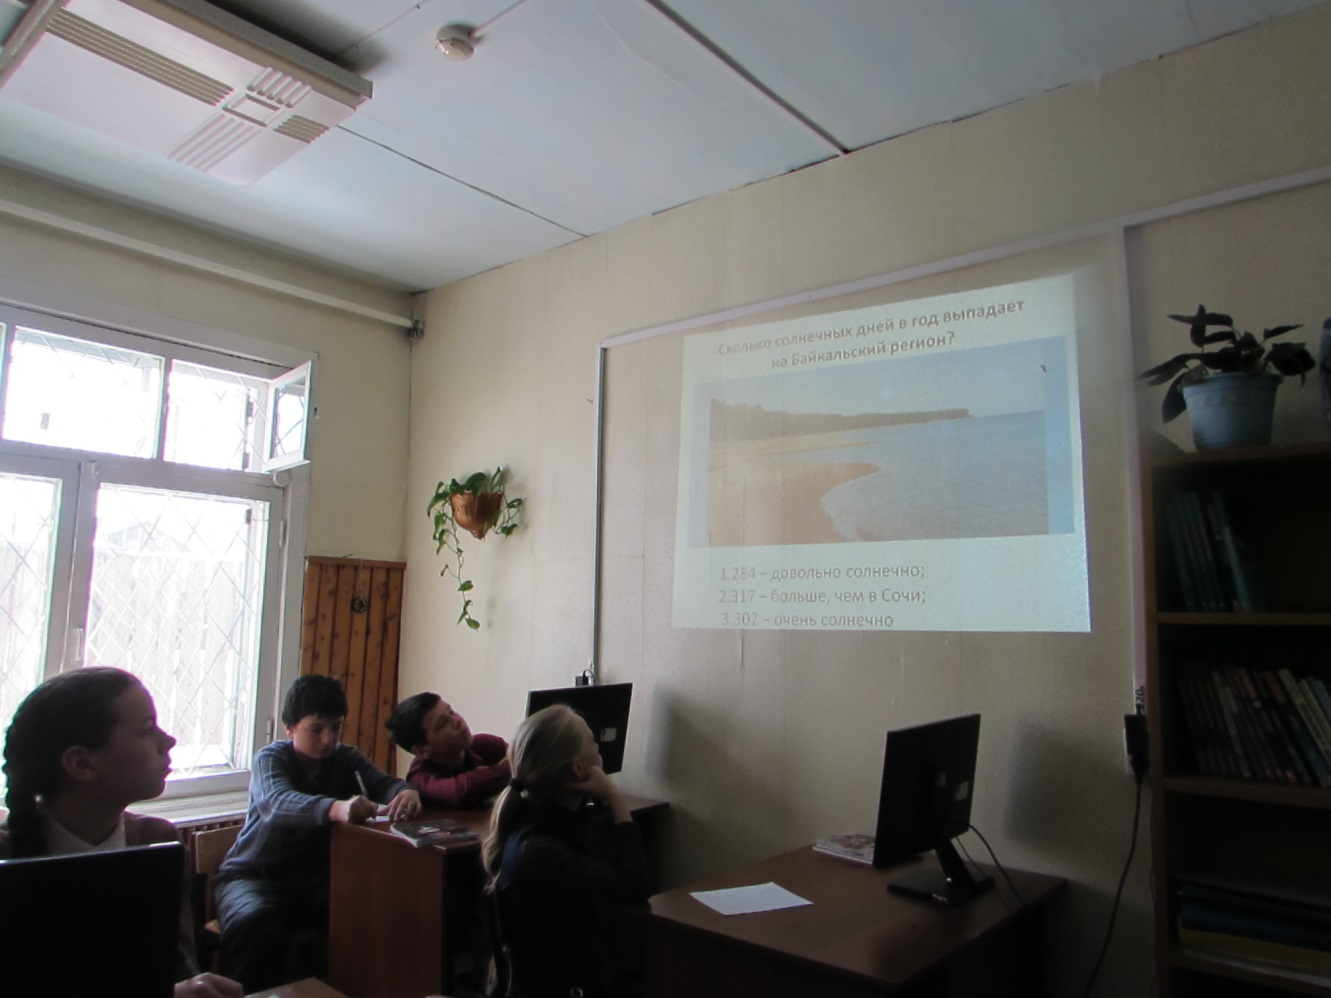 Сколько солнечных дней в год выпадает
на Байкальский регион?
1.284 – довольно солнечно;
2.317 – больше, чем в Сочи;
3.302 – очень солнечно
220